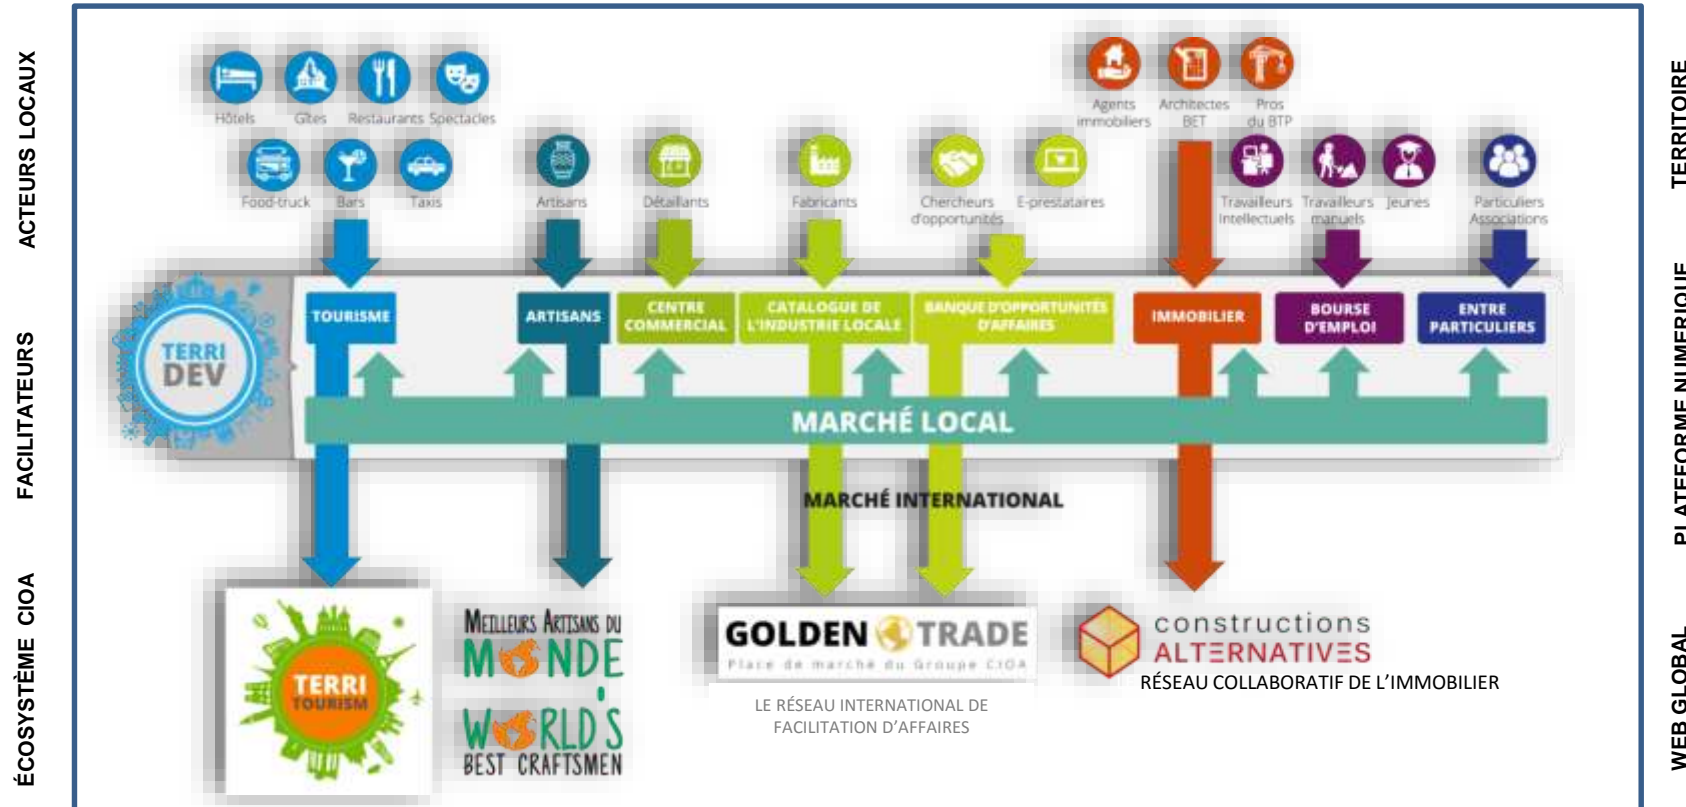 ACTEURS LOCAUX
FACILITATEURS
ÉCOSYSTÈME CIOA
Hôtels
Gîtes
Restaurants
Spectacles
Food-truck
Bars
Taxis
Artisans
Détaillants
Fabricants
Chercheurs
d'opportunités
E-prestataires
Agents
immobiliers
Architectes
BET
Pros
du BTP
Travailleurs
Intellectuels
Travailleurs
manuels
Jeunes
Particuliers
Associations
TERRI
DEV
TOURISME
ARTISANS
CENTRE
COMMERCIAL
CATALOGUE DE
L'INDUSTRIE LOCALE
BANQUE D'OPPORTUNITÉS
D'AFFAIRES
IMMOBILIER
BOURSE
D'EMPLOI
ENTRE
PARTICULIERS
MARCHÉ LOCAL
MARCHÉ INTERNATIONAL
TERRI
TOURISM
MEILLEURS ARTISANS DU
MONDE
WORLD'S
BEST CRAFTSMEN
GOLDEN TRADE
Place de marché du Groupe CIOA
LE RÉSEAU INTERNATIONAL DE
FACILITATION D'AFFAIRES
constructions
ALTERNATIVES
RÉSEAU COLLABORATIF DE L'IMMOBILIER
TERRITOIRE
PLATEFORME NUMERIQUE
WEB GLOBAL